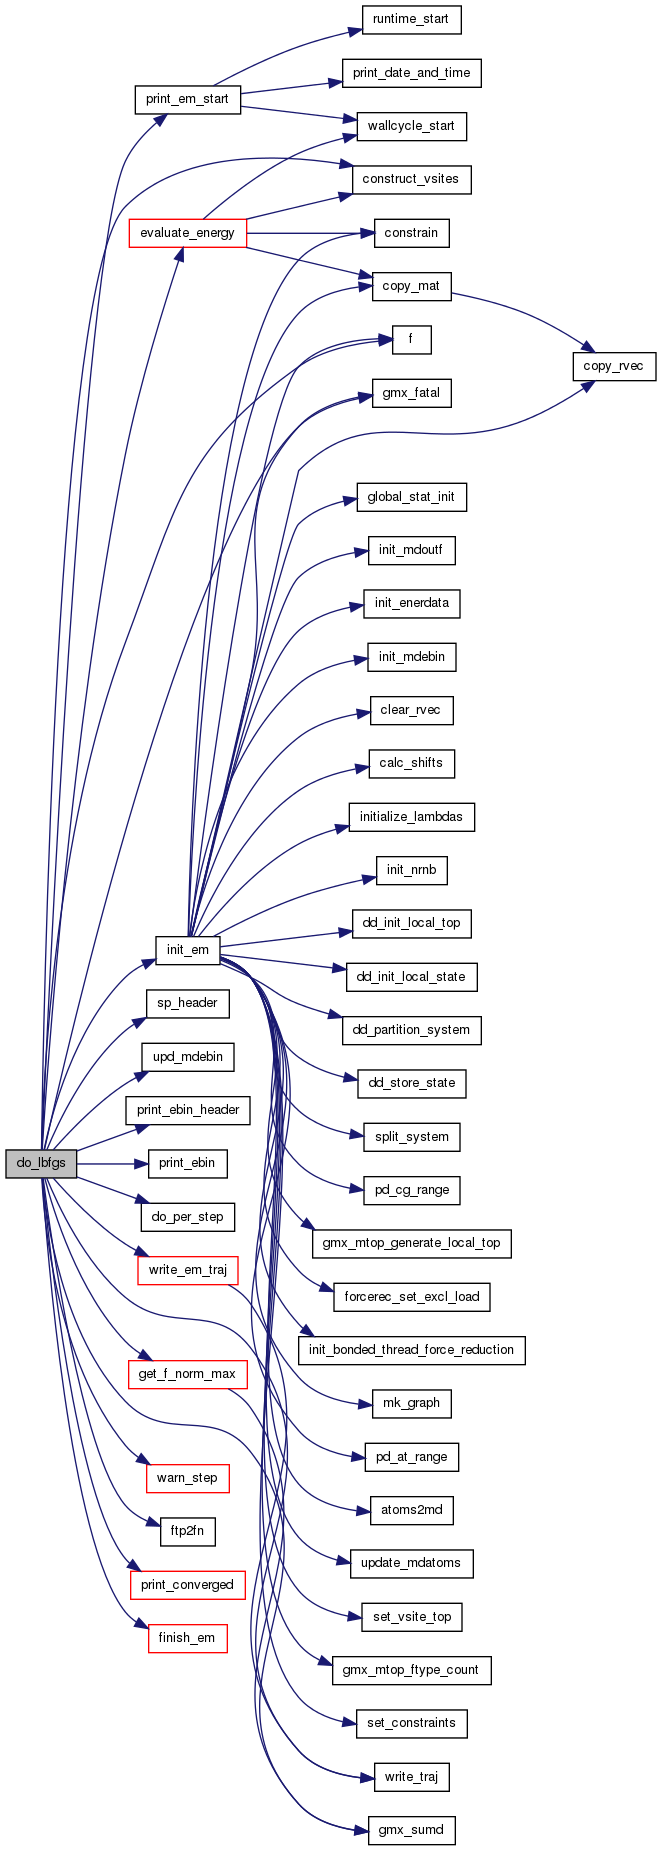 runtime_start
print_date_and_time
print_em_start
wallcycle_start
construct_vsites
evaluate_energy
constrain
copy_mat
f
copy_rvec
gmx_fatal
global_stat_init
init_mdoutf
init_enerdata
init_mdebin
clear_rvec
calc_shifts
initialize_lambdas
init_nrnb
dd_init_local_top
init_em
dd_init_local_state
sp_header
dd_partition_system
upd_mdebin
dd_store_state
print_ebin_header
split_system
do_lbfgs
print_ebin
pd_cg_range
do_per_step
gmx_mtop_generate_local_top
write_em_traj
forcerec_set_excl_load
init_bonded_thread_force_reduction
get_f_norm_max
mk_graph
pd_at_range
warn_step
atoms2md
ftp2fn
update_mdatoms
print_converged
set_vsite_top
finish_em
gmx_mtop_ftype_count
set_constraints
write_traj
gmx_sumd